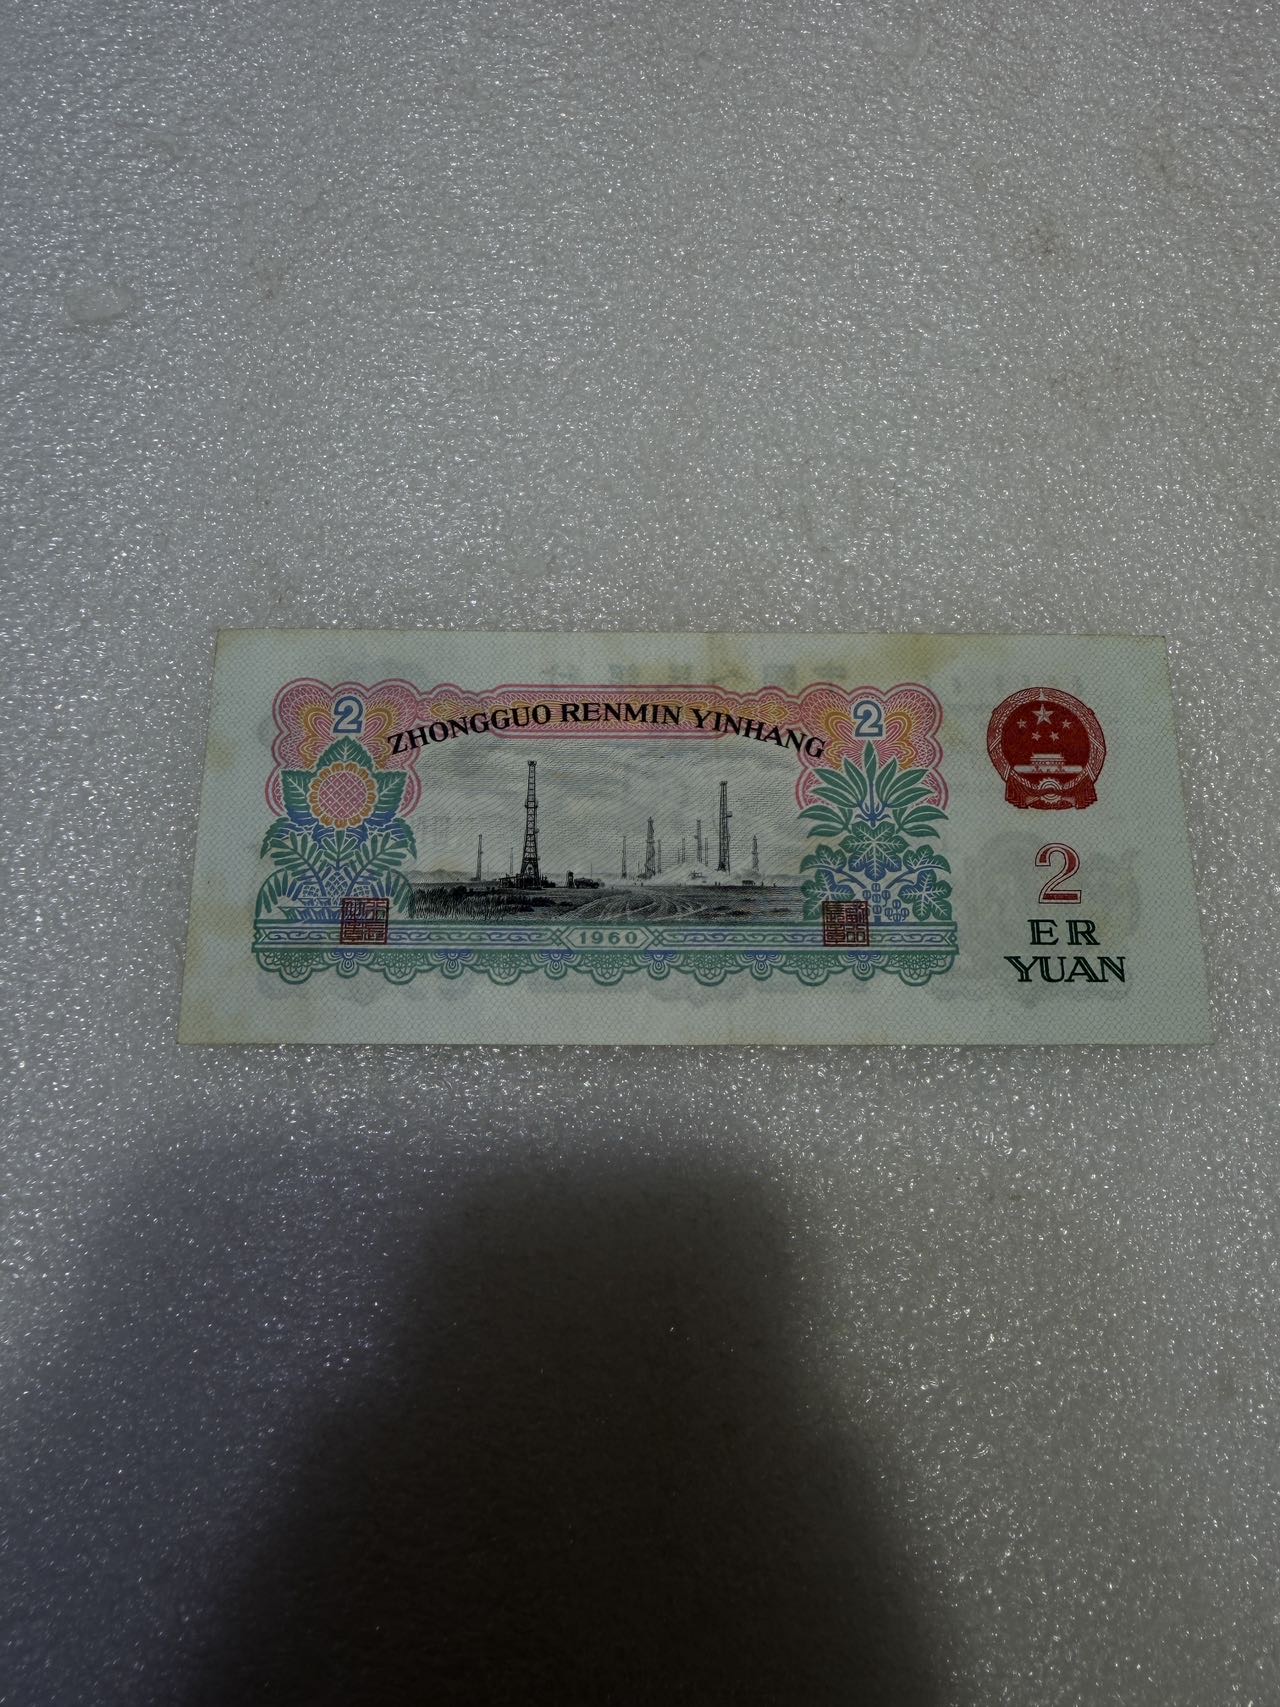 2
ZHONGGUO RENMIN YINHANG
2
1960
2
ER
YUAN